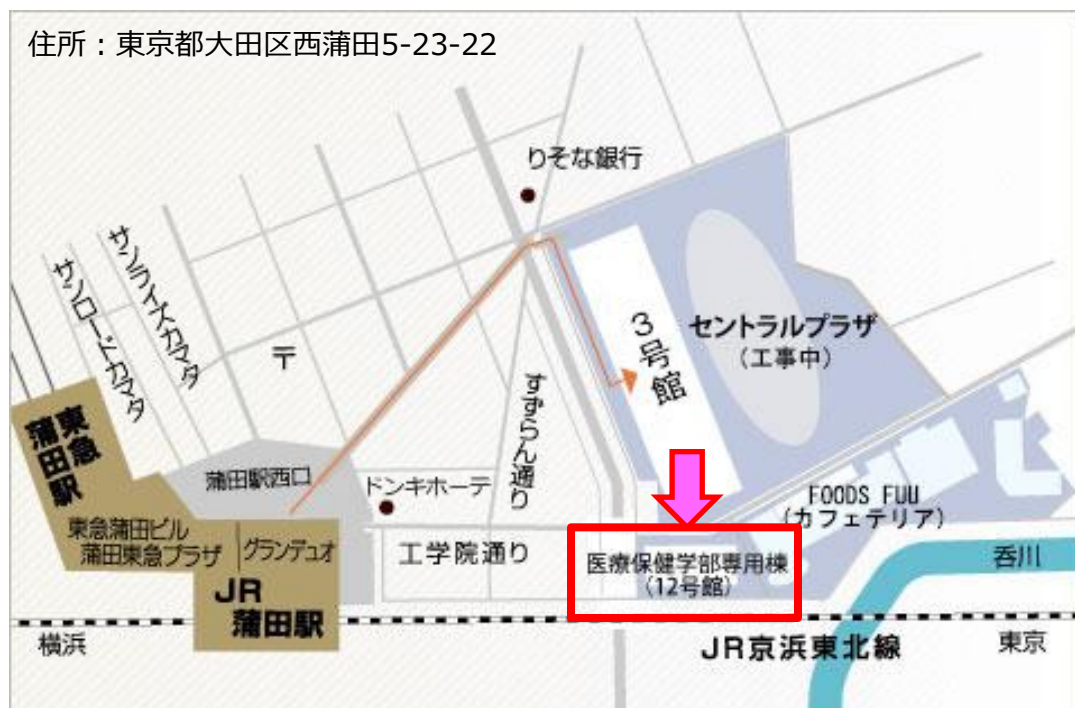 住所：東京都大田区西蒲田5-23-22
りそな銀行
サンライズカマタ
サンロードカマタ
〒
３号館
セントラルプラザ
(工事中)
すずらん通り
東急
蒲田駅
蒲田駅西口
ドンキホーテ
FOODS FUU
(カフェテリア)
東急蒲田ビル
蒲田東急プラザ
グランデュオ
工学院通り
医療保健学部専用棟
(12号館)
呑川
JR
蒲田駅
横浜
JR京浜東北線
東京